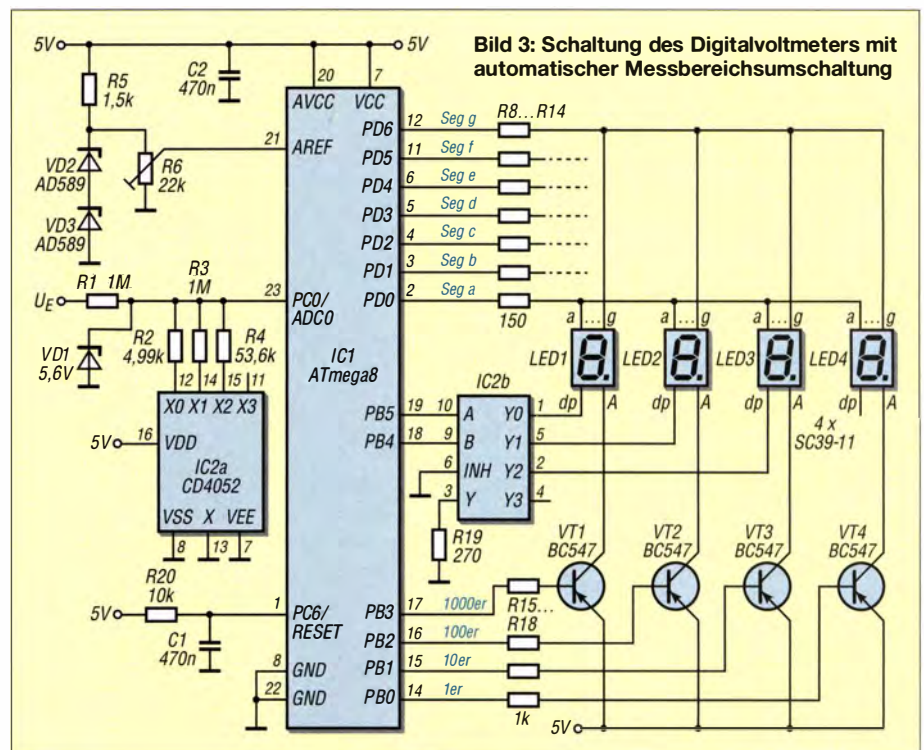 Bild 3: Schaltung des Digitalvoltmeters mit
automatischer Messbereichsumschaltung
5V
5V
R5
1,5k
C2
470n
20
7
AVCC
VCC
21
AREF
VD2
AD589
R6
22k
VD3
AD589
PD6
12
Seg g
R8...R14
PD5
11
Seg f
PD4
6
Seg e
PD3
5
Seg d
PD2
4
Seg c
PD1
3
Seg b
PD0
2
Seg a
150
R1 1M
UE
R3
1M
23
PC0/
ADC0
R2
4,99k
R4
53,6k
VD1
5,6V
IC1
ATmega8
12 14 15 11
X0 X1 X2 X3
5V
16
VDD
IC2a
CD4052
VSS X VEE
8 13 7
a...g
a...g
a...g
a...g
LED1
LED2
LED3
LED4
8.
8.
8.
8.
dp A
dp A
dp A
dp A
4 x
SC39-11
IC2b
PB5
19
10
A
Y0
1
PB4
18
9
B
Y1
5
6
INH
Y2
2
3
Y
Y3
4
R19
270
VT1
BC547
VT2
BC547
VT3
BC547
VT4
BC547
R20
10k
5V
1
PC6/
RESET
C1
470n
8
GND
22
GND
PB3
17
1000er
R15...
R18
PB2
16
100er
PB1
15
10er
PB0
14
1er
1k
5V